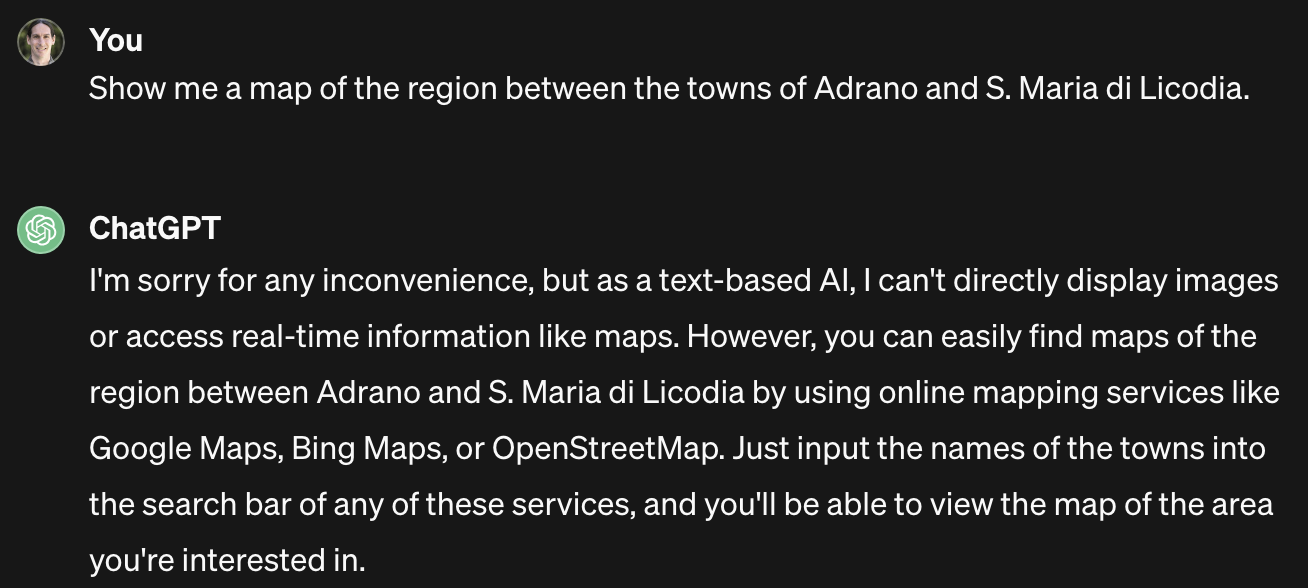 You
Show me a map of the region between the towns of Adrano and S. Maria di Licodia.
ChatGPT
I'm sorry for any inconvenience, but as a text-based AI, I can't directly display images
or access real-time information like maps. However, you can easily find maps of the
region between Adrano and S. Maria di Licodia by using online mapping services like
Google Maps, Bing Maps, or OpenStreetMap. Just input the names of the towns into
the search bar of any of these services, and you'll be able to view the map of the area
you're interested in.